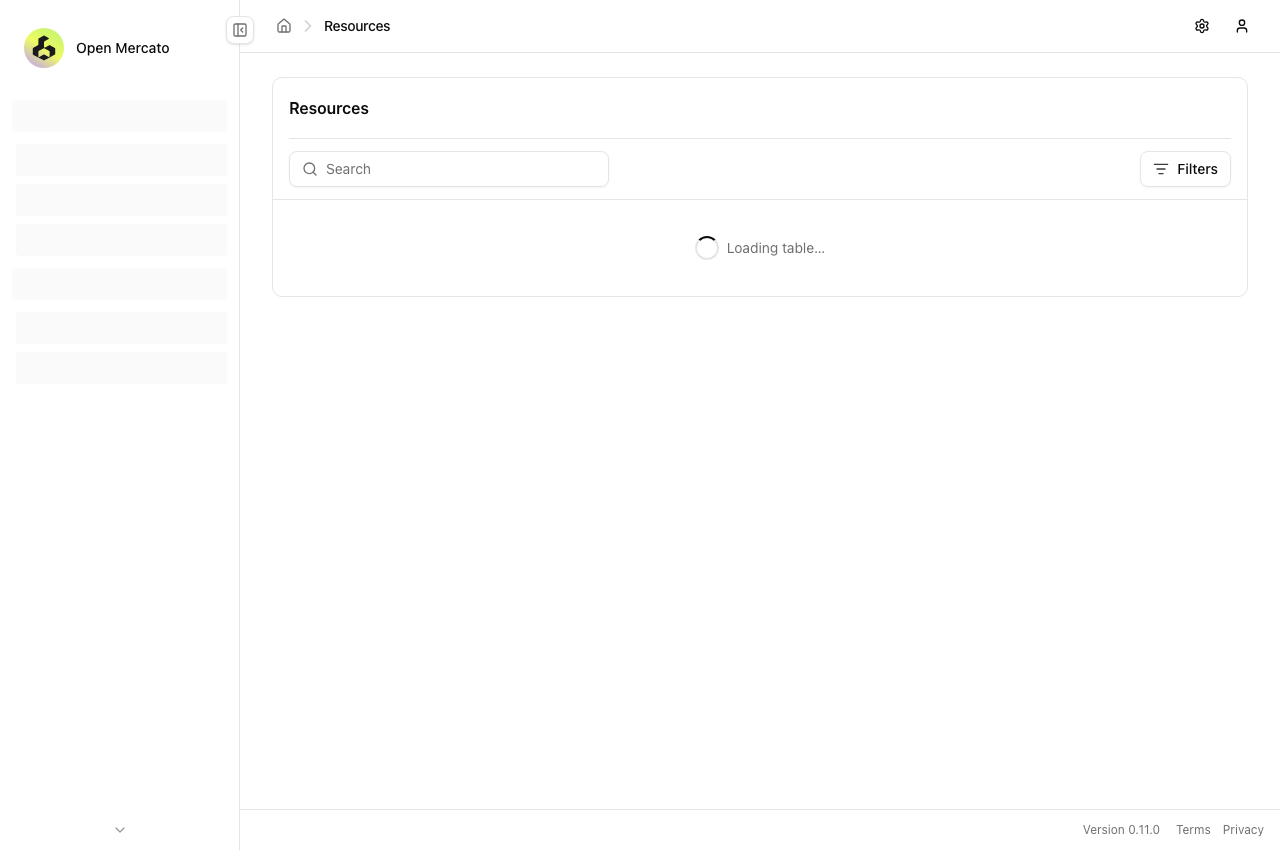 Open Mercato
Resources
Resources
Search
Filters
Loading table...
Version 0.11.0
Terms
Privacy